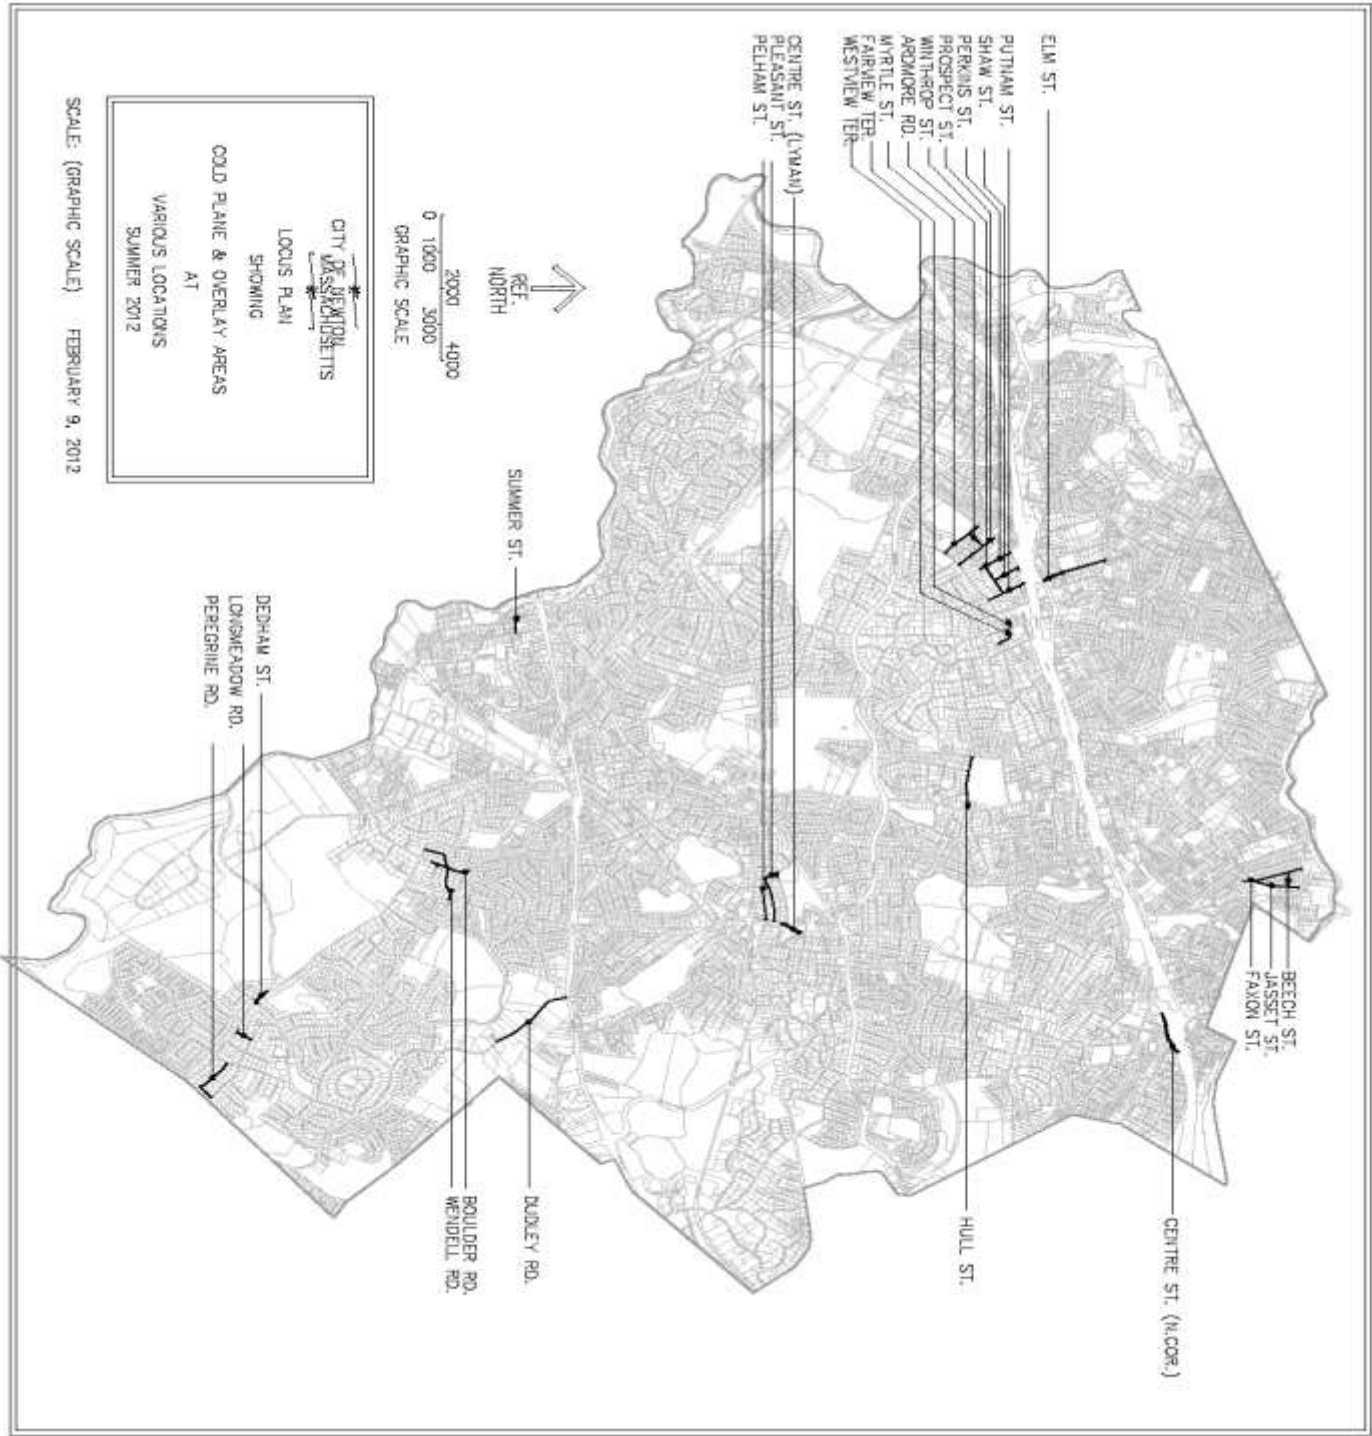 ELM ST.
PUTNAM ST.
SHAW ST.
PERKINS ST.
PROSPECT ST.
WINTHROP ST.
ARDMORE RD.
MYRTLE ST.
FAIRVIEW TER.
WESTVIEW TER.
CENTRE ST. (LYMAN)
PLEASANT ST.
PELHAM ST.
BEECH ST.
JASSET ST.
FAXON ST.
CENTRE ST. (N.COR.)
HULL ST.
DUDLEY RD.
BOULDER RD.
WENDELL RD.
SUMMER ST.
DEDHAM ST.
LONGMEADOW RD.
PEREGRINE RD.
REF.
NORTH
0 1000 2000 3000 4000
GRAPHIC SCALE
CITY OF NEWTON
MASSACHUSETTS
LOCUS PLAN
SHOWING
COLD PLANE & OVERLAY AREAS
AT
VARIOUS LOCATIONS
SUMMER 2012
SCALE: (GRAPHIC SCALE) FEBRUARY 9, 2012